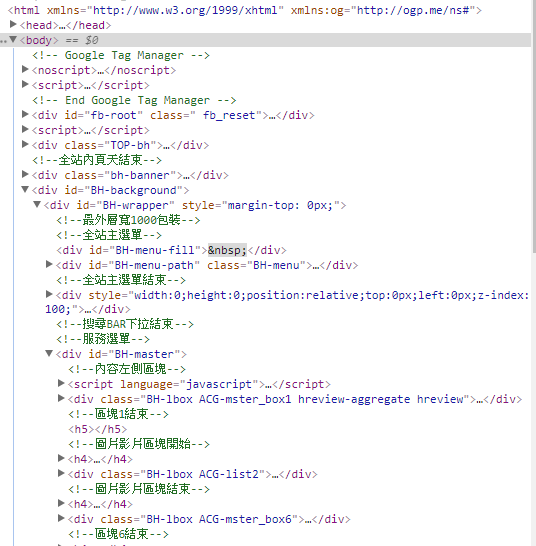 <html xmlns="http://www.w3.org/1999/xhtml" xmlns:og="http://ogp.me/ns#">
▶<head>…</head>
…▼<body> == $0
<!-- Google Tag Manager -->
▶<noscript>…</noscript>
▶<script>…</script>
<!-- End Google Tag Manager -->
▶<div id="fb-root" class=" fb_reset">…</div>
▶<script>…</script>
▶<div class="TOP-bh">…</div>
<!--全站內頁天結束-->
▶<div class="bh-banner">…</div>
▼<div id="BH-background">
▼<div id="BH-wrapper" style="margin-top: 0px;">
<!--最外層寬1000包裝-->
<!--全站主選單-->
<div id="BH-menu-fill">&nbsp;</div>
▶<div id="BH-menu-path" class="BH-menu">…</div>
<!--全站主選單結束-->
▶<div style="width:0;height:0;position:relative;top:0px;left:0px;z-index:
100;">…</div>
<!--搜尋BAR下拉結束-->
<!--服務選單-->
▼<div id="BH-master">
<!--內容左側區塊-->
▶<script language="javascript">…</script>
▶<div class="BH-lbox ACG-mster_box1 hreview-aggregate hreview">…</div>
<!--區塊1結束-->
<h5></h5>
<!--圖片影片區塊開始-->
▶<h4>…</h4>
▶<div class="BH-lbox ACG-list2">…</div>
<!--圖片影片區塊結束-->
▶<h4>…</h4>
▶<div class="BH-lbox ACG-mster_box6">…</div>
<!--區塊6結束-->